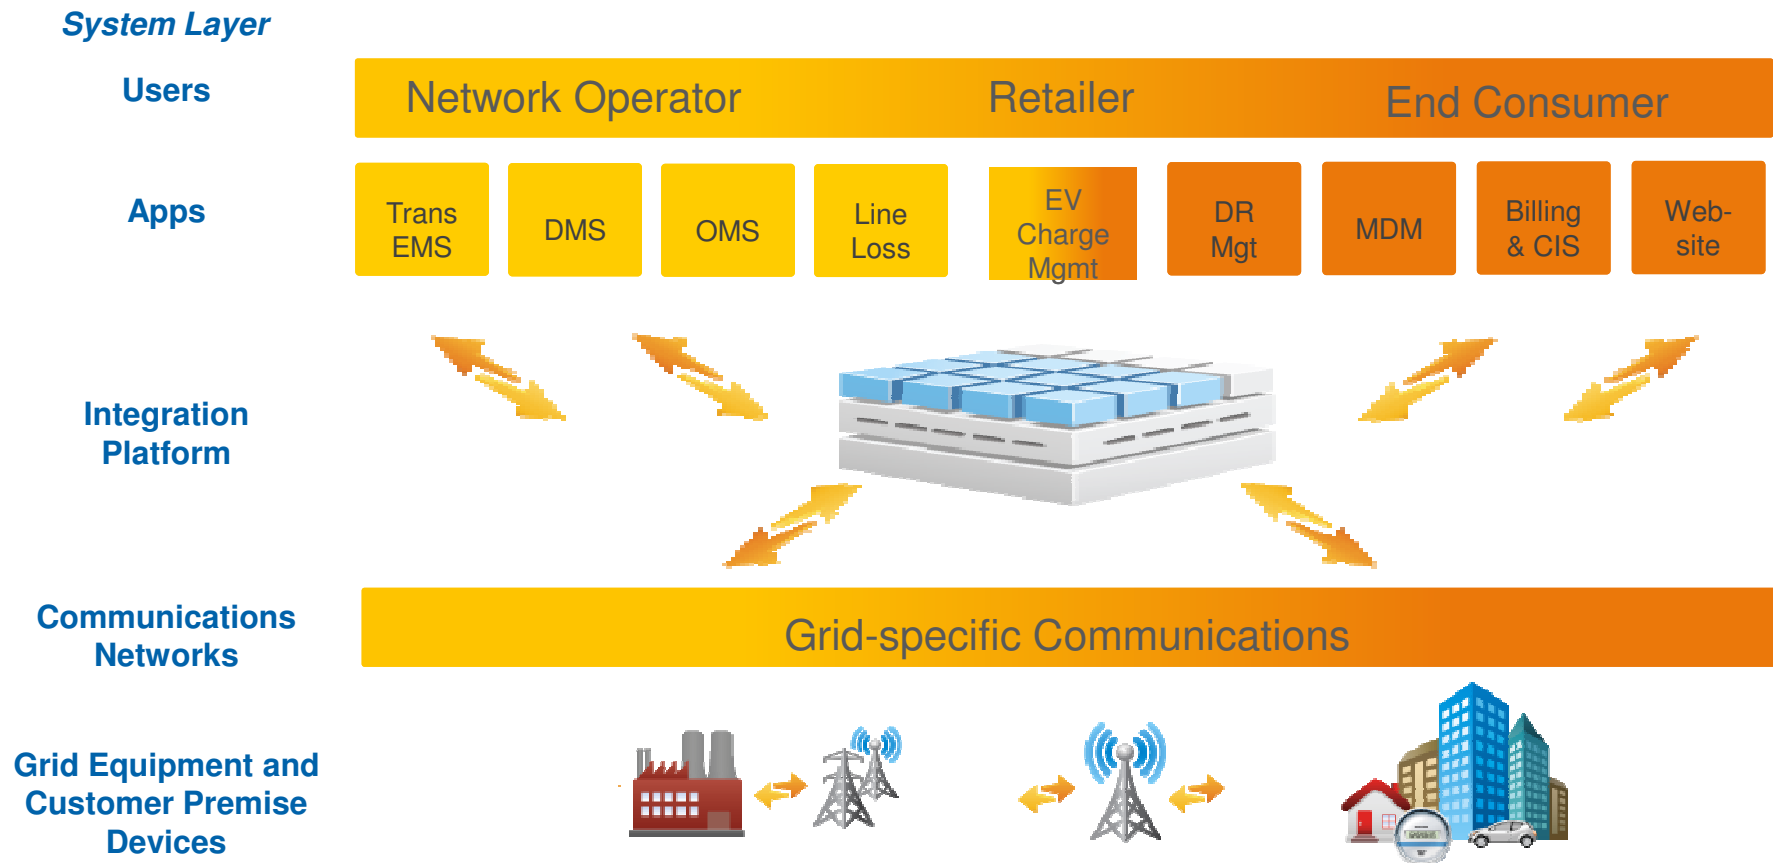 System Layer
Users
Network Operator
Retailer
End Consumer
Apps
Trans
EMS
DMS
OMS
Line
Loss
EV
Charge
Mgmt
DR
Mgt
MDM
Billing
& CIS
Web-
site
Integration
Platform
Communications
Networks
Grid-specific Communications
Grid Equipment and
Customer Premise
Devices